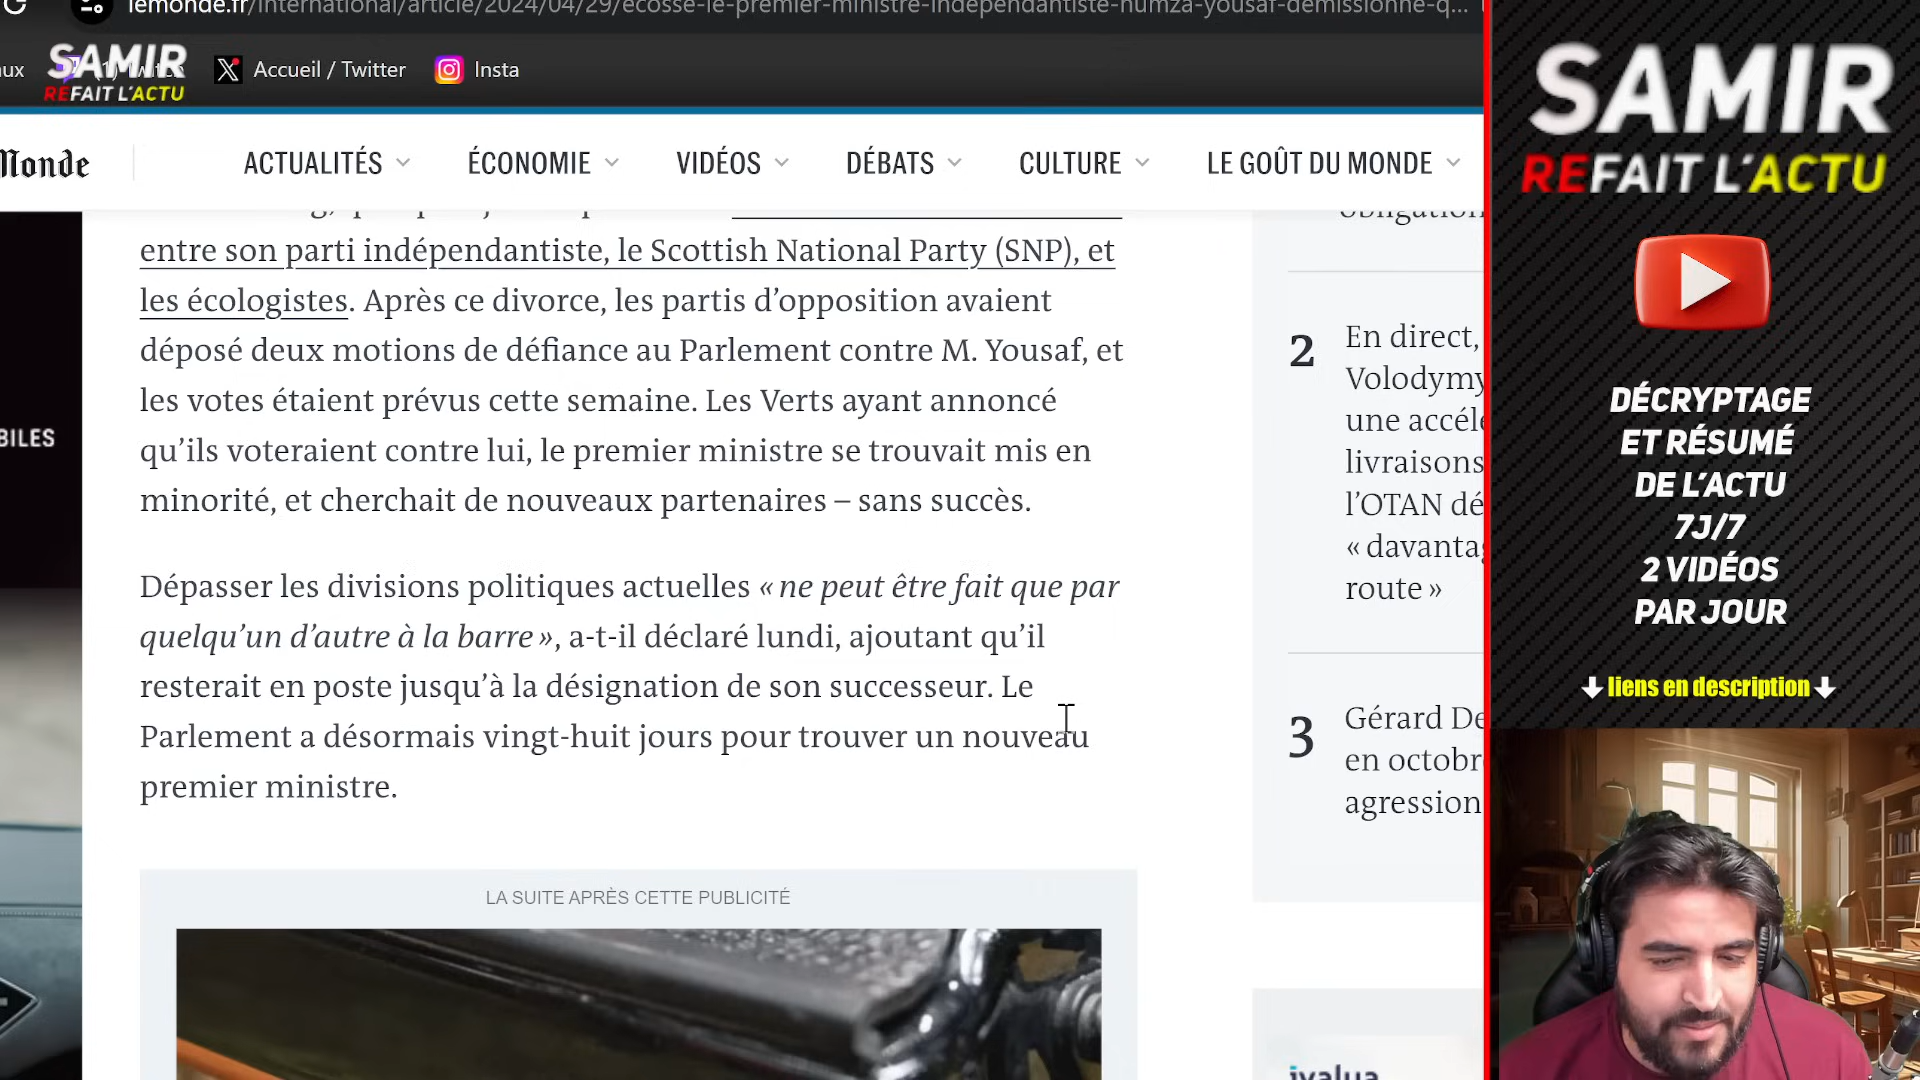 lemonde.fr/international/article/2024/04/29/ecosse-le-premier-ministre-independantiste-humza-yousaf-demissionne-q...
SAMIR
REFAIT L'ACTU
Accueil / Twitter
Insta
Monde
ACTUALITÉS
ÉCONOMIE
VIDÉOS
DÉBATS
CULTURE
LE GOÛT DU MONDE
entre son parti indépendantiste, le Scottish National Party (SNP), et
les écologistes. Après ce divorce, les partis d’opposition avaient
déposé deux motions de défiance au Parlement contre M. Yousaf, et
les votes étaient prévus cette semaine. Les Verts ayant annoncé
qu’ils voteraient contre lui, le premier ministre se trouvait mis en
minorité, et cherchait de nouveaux partenaires – sans succès.
Dépasser les divisions politiques actuelles « ne peut être fait que par
quelqu’un d’autre à la barre », a-t-il déclaré lundi, ajoutant qu’il
resterait en poste jusqu’à la désignation de son successeur. Le
Parlement a désormais vingt-huit jours pour trouver un nouveau
premier ministre.
LA SUITE APRÈS CETTE PUBLICITÉ
BILES
obligation
2
En direct,
Volodymy
une accélé
livraisons
l’OTAN dé
« davantag
route »
3
Gérard De
en octobr
agression
ivalua
SAMIR
REFAIT L'ACTU
DÉCRYPTAGE
ET RÉSUMÉ
DE L'ACTU
7J/7
2 VIDÉOS
PAR JOUR
liens en description